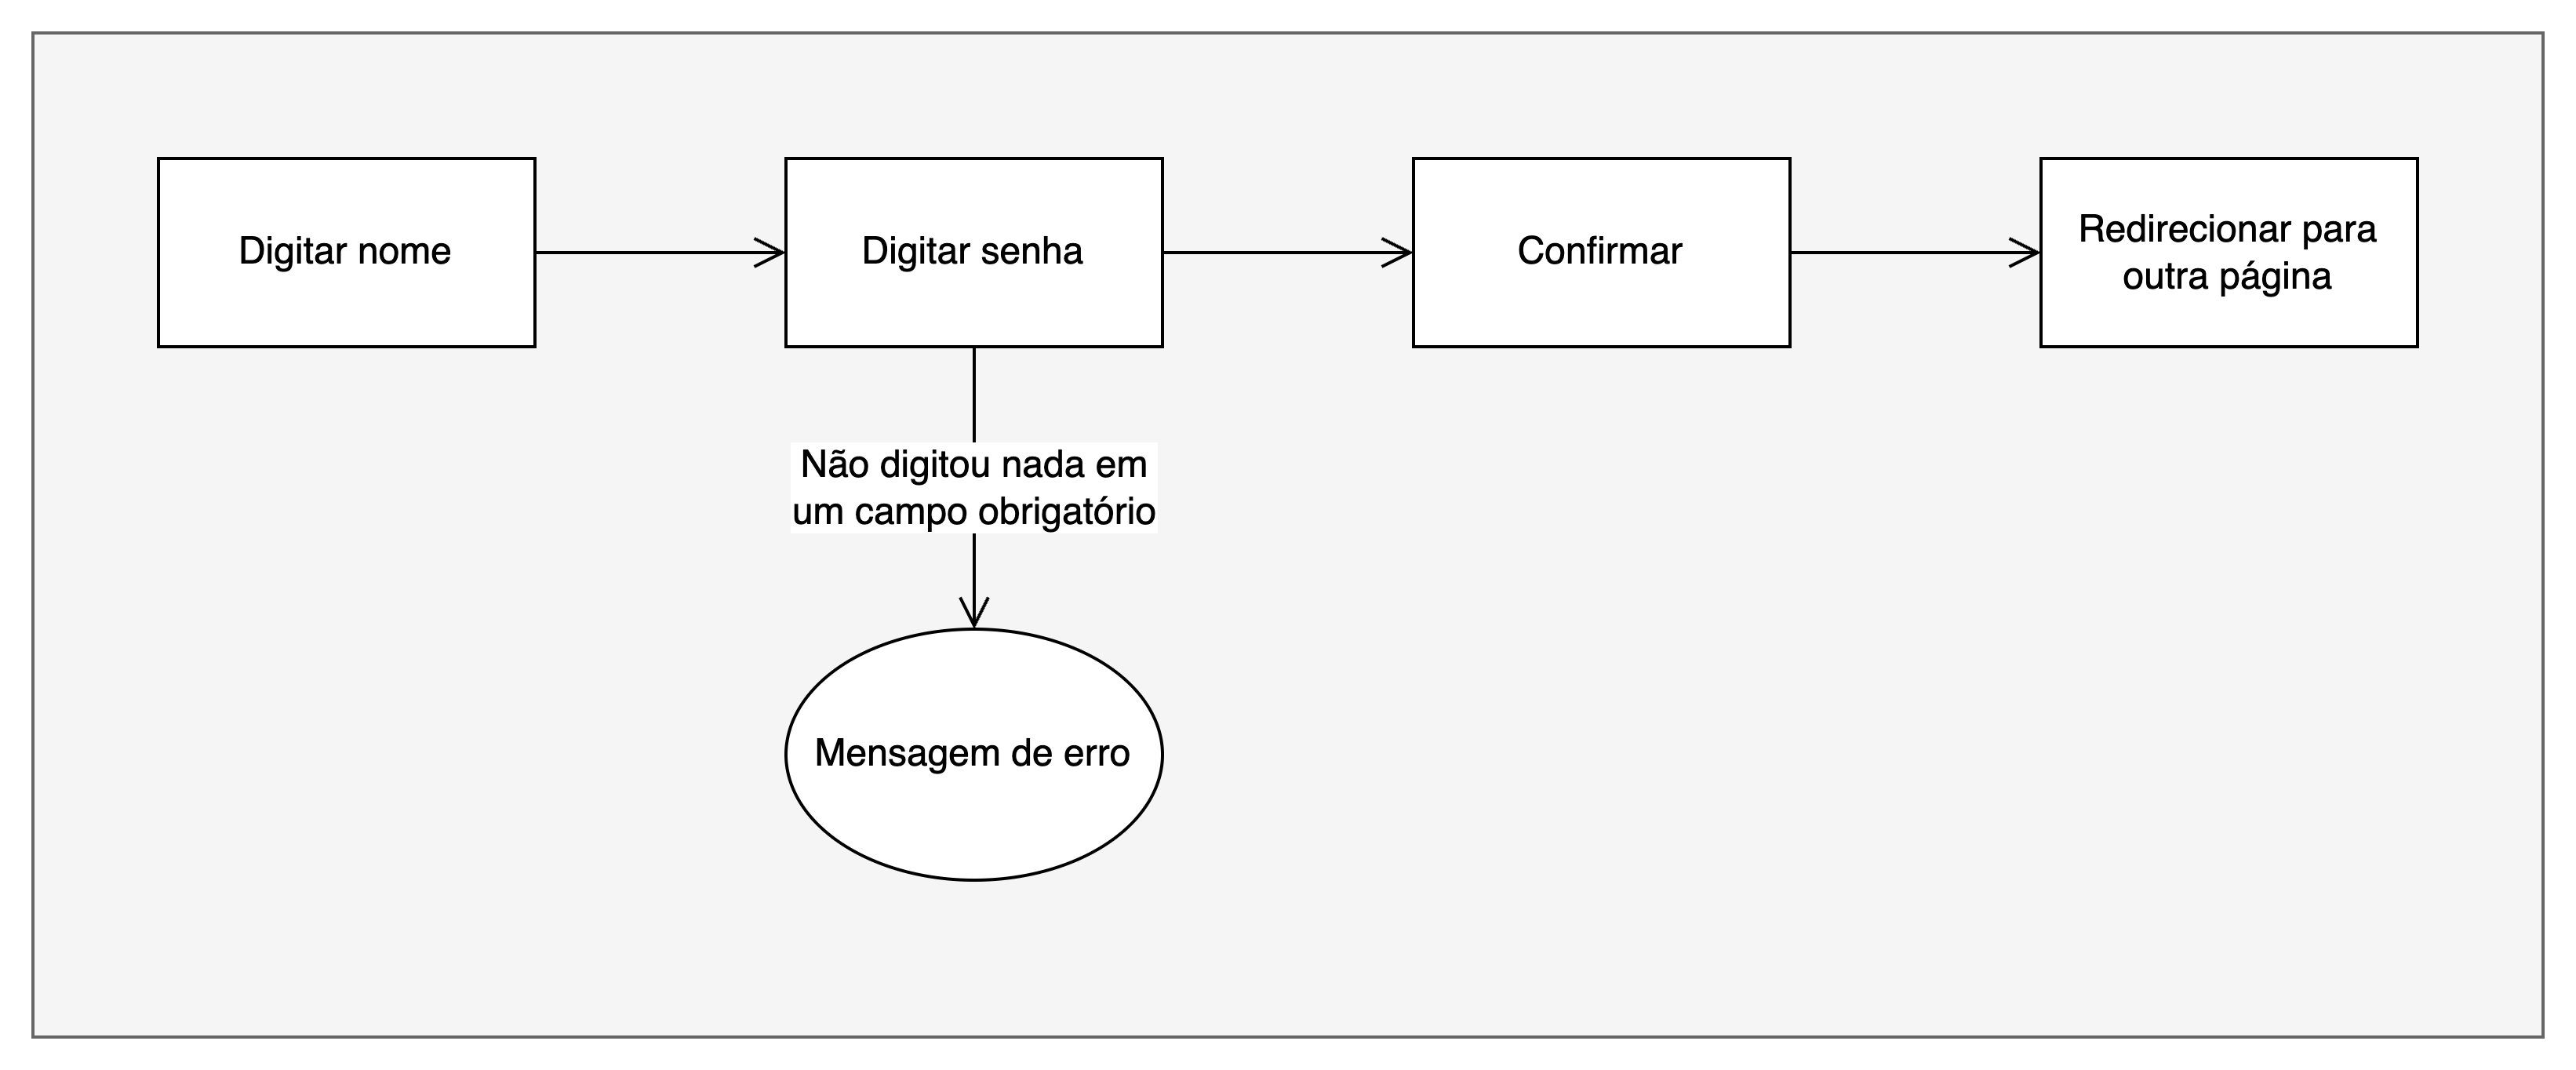 Digitar nome
Digitar senha
Confirmar
Redirecionar para
outra página
Não digitou nada em
um campo obrigatório
Mensagem de erro